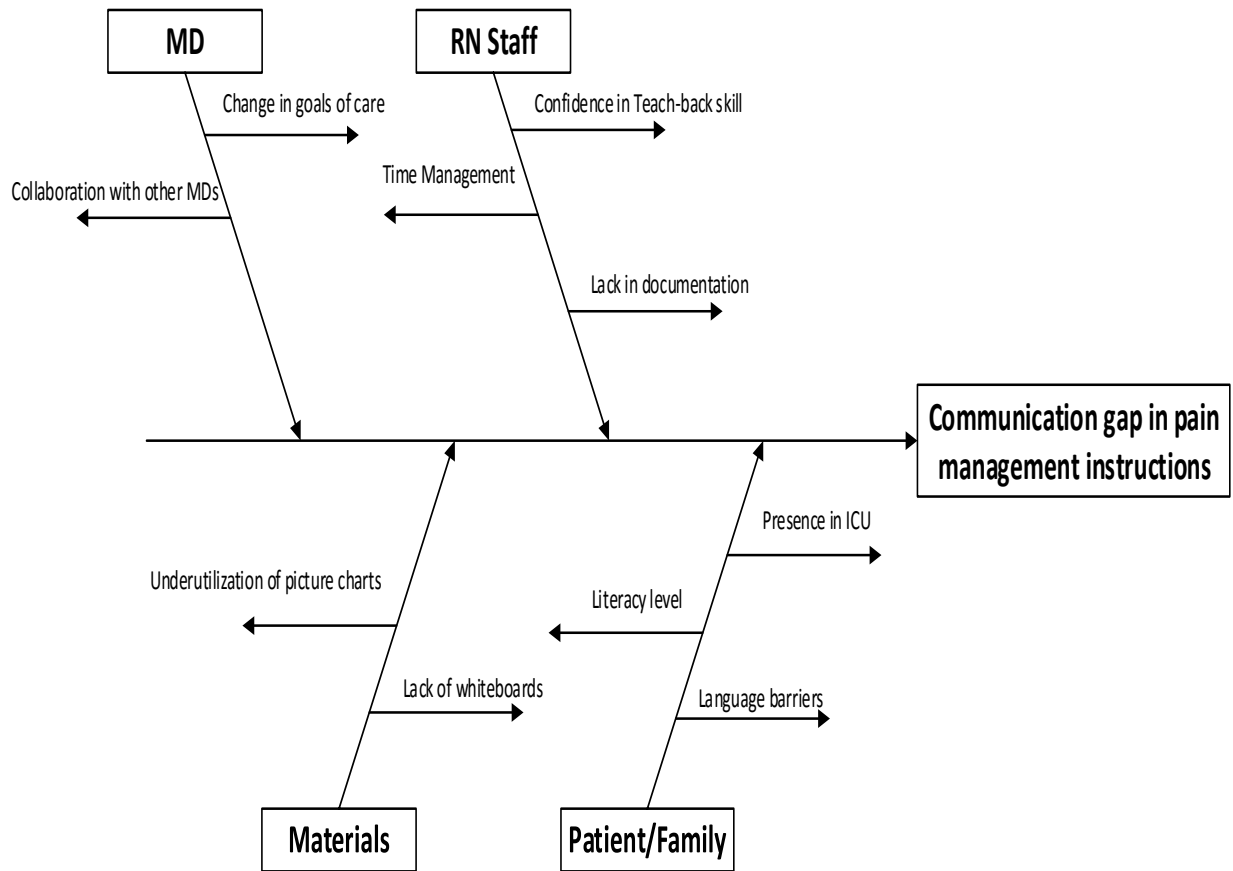 MD
RN Staff
Change in goals of care
Confidence in Teach-back skill
Collaboration with other MDs
Time Management
Lack in documentation
Communication gap in pain
management instructions
Presence in ICU
Underutilization of picture charts
Literacy level
Lack of whiteboards
Language barriers
Materials
Patient/Family